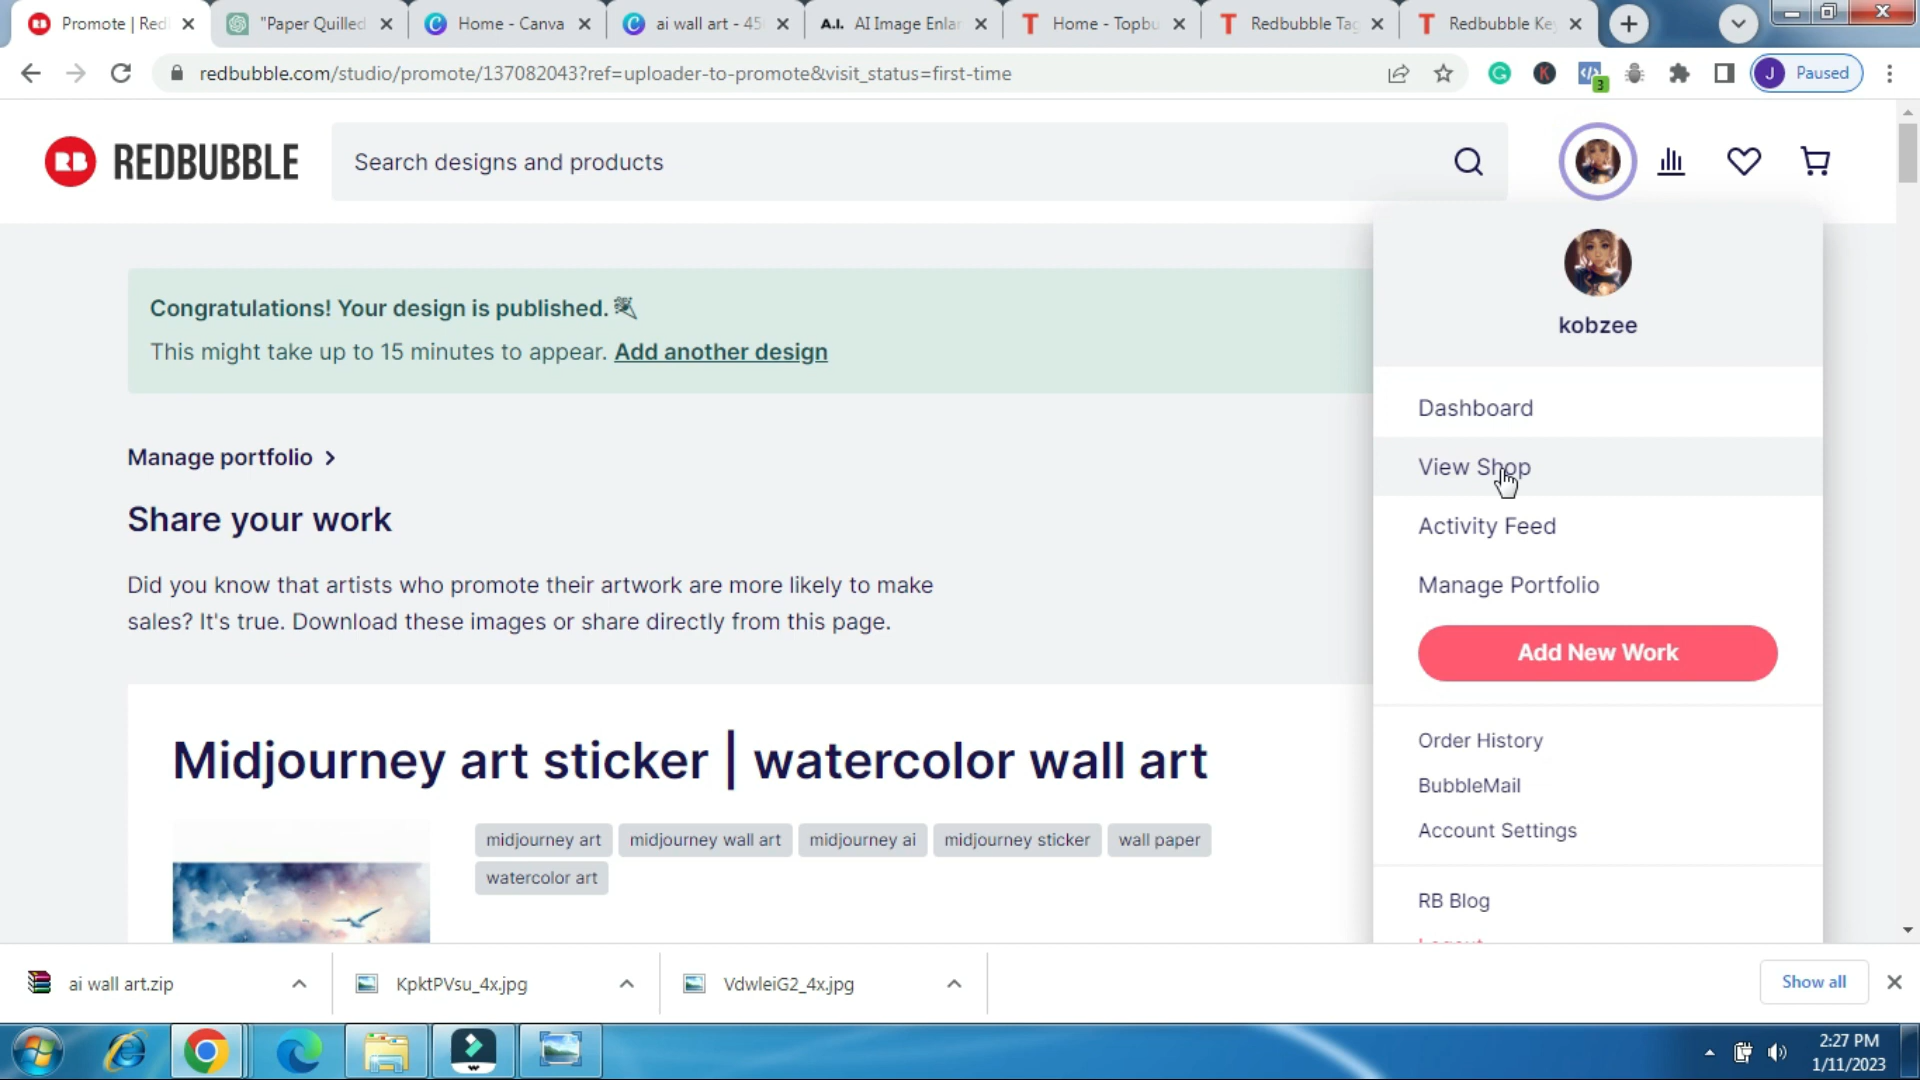 Promote | Red
"Paper Quilled
Home - Canva
ai wall art - 45
A.I. AI Image Enlar
Home - Topbu
Redbubble Tag
Redbubble Key
redbubble.com/studio/promote/137082043?ref=uploader-to-promote&visit_status=first-time
3
J Paused
RB REDBUBBLE
Search designs and products
kobzee
Congratulations! Your design is published.
This might take up to 15 minutes to appear. Add another design
Dashboard
View Shop
Activity Feed
Manage Portfolio
Add New Work
Order History
BubbleMail
Account Settings
RB Blog
Logout
Manage portfolio
Share your work
Did you know that artists who promote their artwork are more likely to make
sales? It's true. Download these images or share directly from this page.
Midjourney art sticker | watercolor wall art
midjourney art midjourney wall art midjourney ai midjourney sticker wall paper
watercolor art
ai wall art.zip
KpktPVsu_4x.jpg
VdwleiG2_4x.jpg
Show all
2:27 PM
1/11/2023